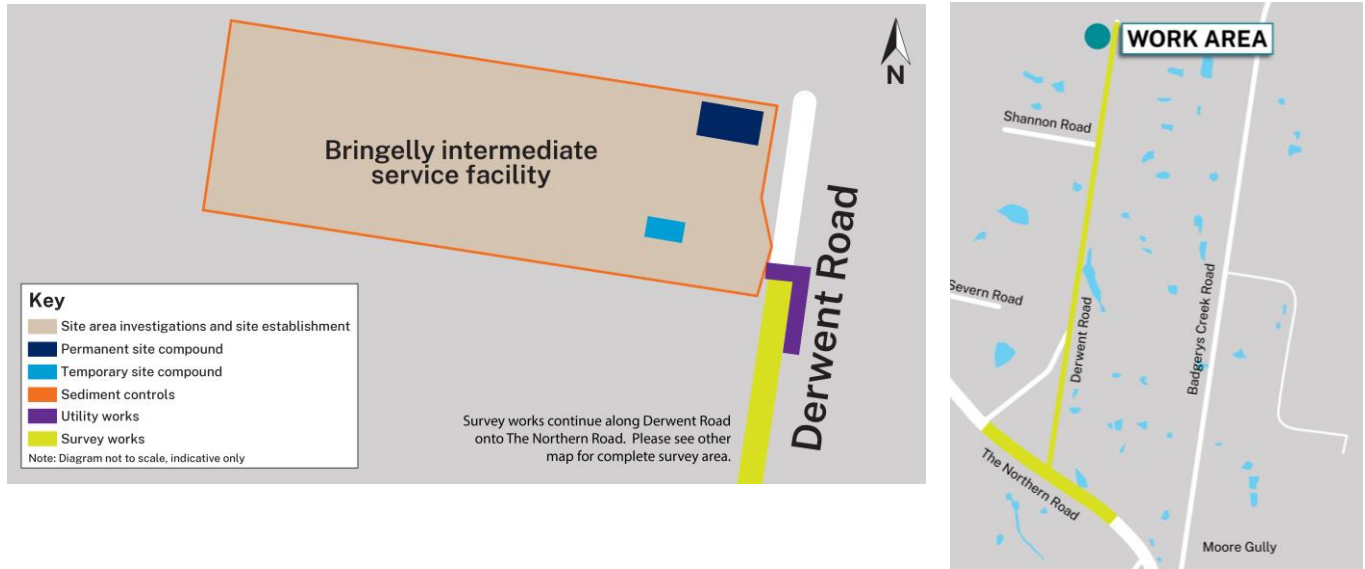 N
Bringelly intermediate
service facility
Derwent Road
Key
Site area investigations and site establishment
Permanent site compound
Temporary site compound
Sediment controls
Utility works
Survey works
Note: Diagram not to scale, indicative only
Survey works continue along Derwent Road
onto The Northern Road. Please see other
map for complete survey area.
WORK AREA
Shannon Road
Severn Road
Derwent Road
Badgerys Creek Road
The Northern Road
Moore Gully